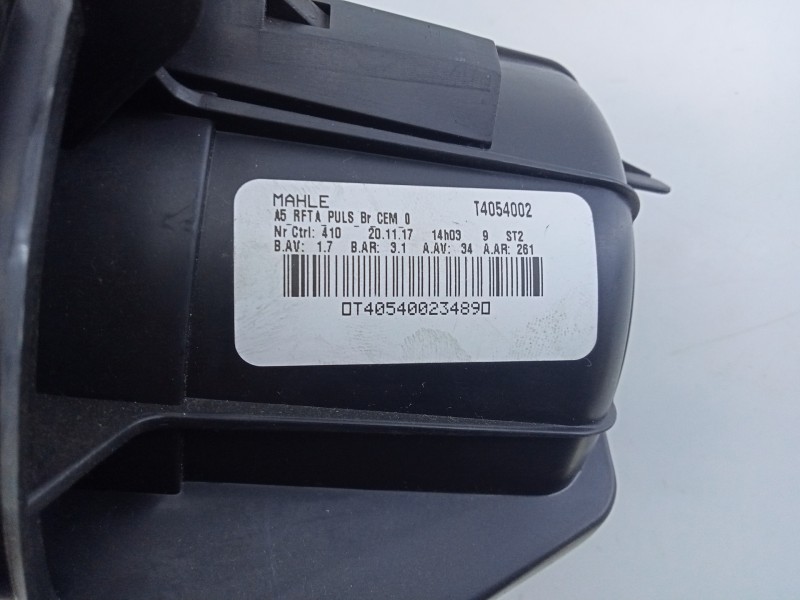 MAHLE T4054002
A5_RFTA_PULS_Br_CEM_0
Nr Ctrl: 410 20.11.17 14h03 9 ST2
B.AV: 1.7 B.AR: 3.1 A.AV: 34 A.AR: 261
▯T40540023489▯